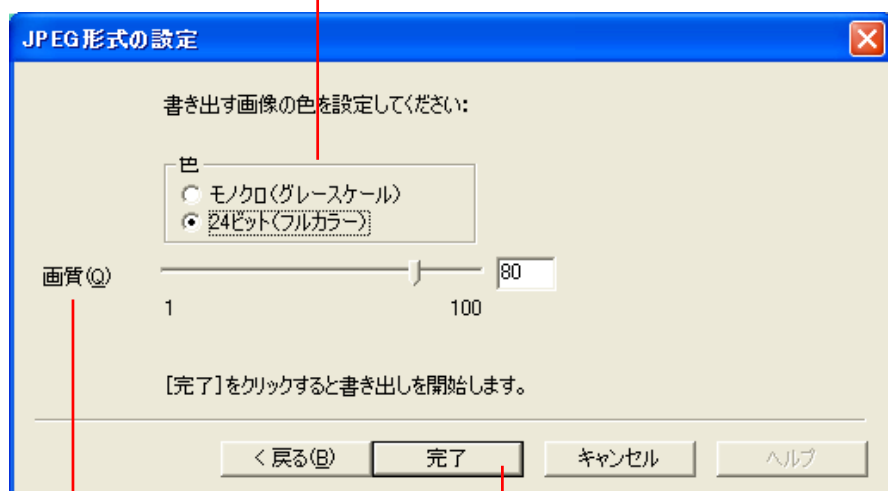 JPEG形式の設定
書き出す画像の色を設定してください:
色
モノクロ(グレースケール)
24ビット(フルカラー)
画質(Q)
80
1 100
[完了]をクリックすると書き出しを開始します。
< 戻る(B) 完了 キャンセル ヘルプ